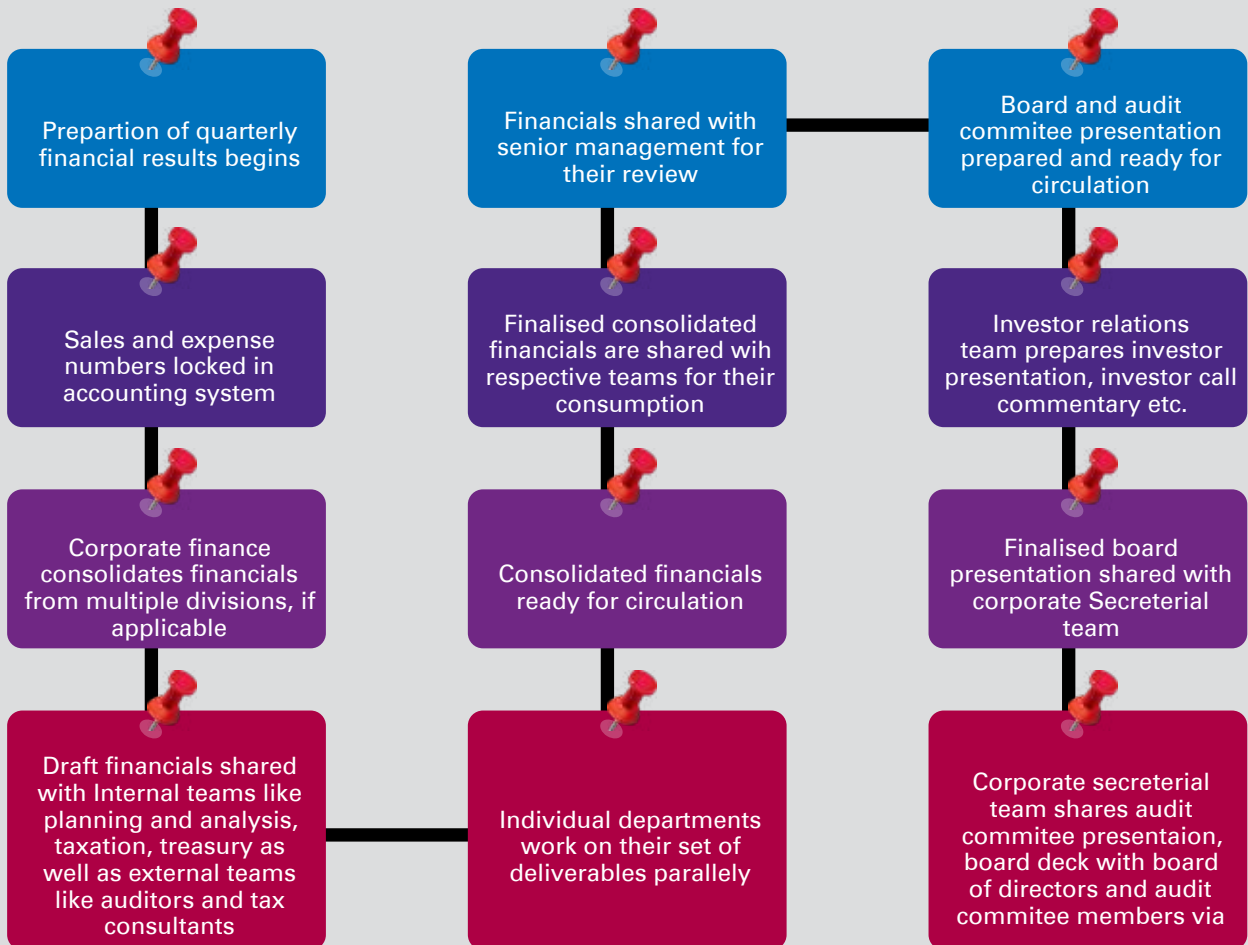 Prepartion of quarterly
financial results begins
Sales and expense
numbers locked in
accounting system
Corporate finance
consolidates financials
from multiple divisions, if
applicable
Draft financials shared
with Internal teams like
planning and analysis,
taxation, treasury as
well as external teams
like auditors and tax
consultants
Individual departments
work on their set of
deliverables parallely
Consolidated financials
ready for circulation
Finalised consolidated
financials are shared wih
respective teams for their
consumption
Financials shared with
senior management for
their review
Board and audit
commitee presentation
prepared and ready for
circulation
Investor relations
team prepares investor
presentation, investor call
commentary etc.
Finalised board
presentation shared with
corporate Secreterial
team
Corporate secreterial
team shares audit
commitee presentaion,
board deck with board
of directors and audit
commitee members via